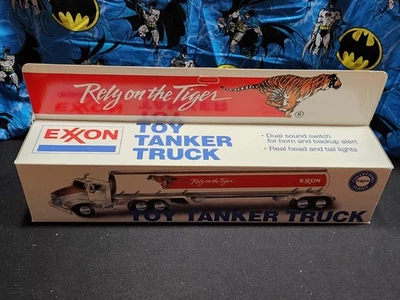 Rely on the Tiger.
®
EXXON
TOY
TANKER
TRUCK
• Dual sound switch
for horn and backup alert
• Real head and tail lights
Rely on the Tiger.
EXXON
TOY TANKER TRUCK